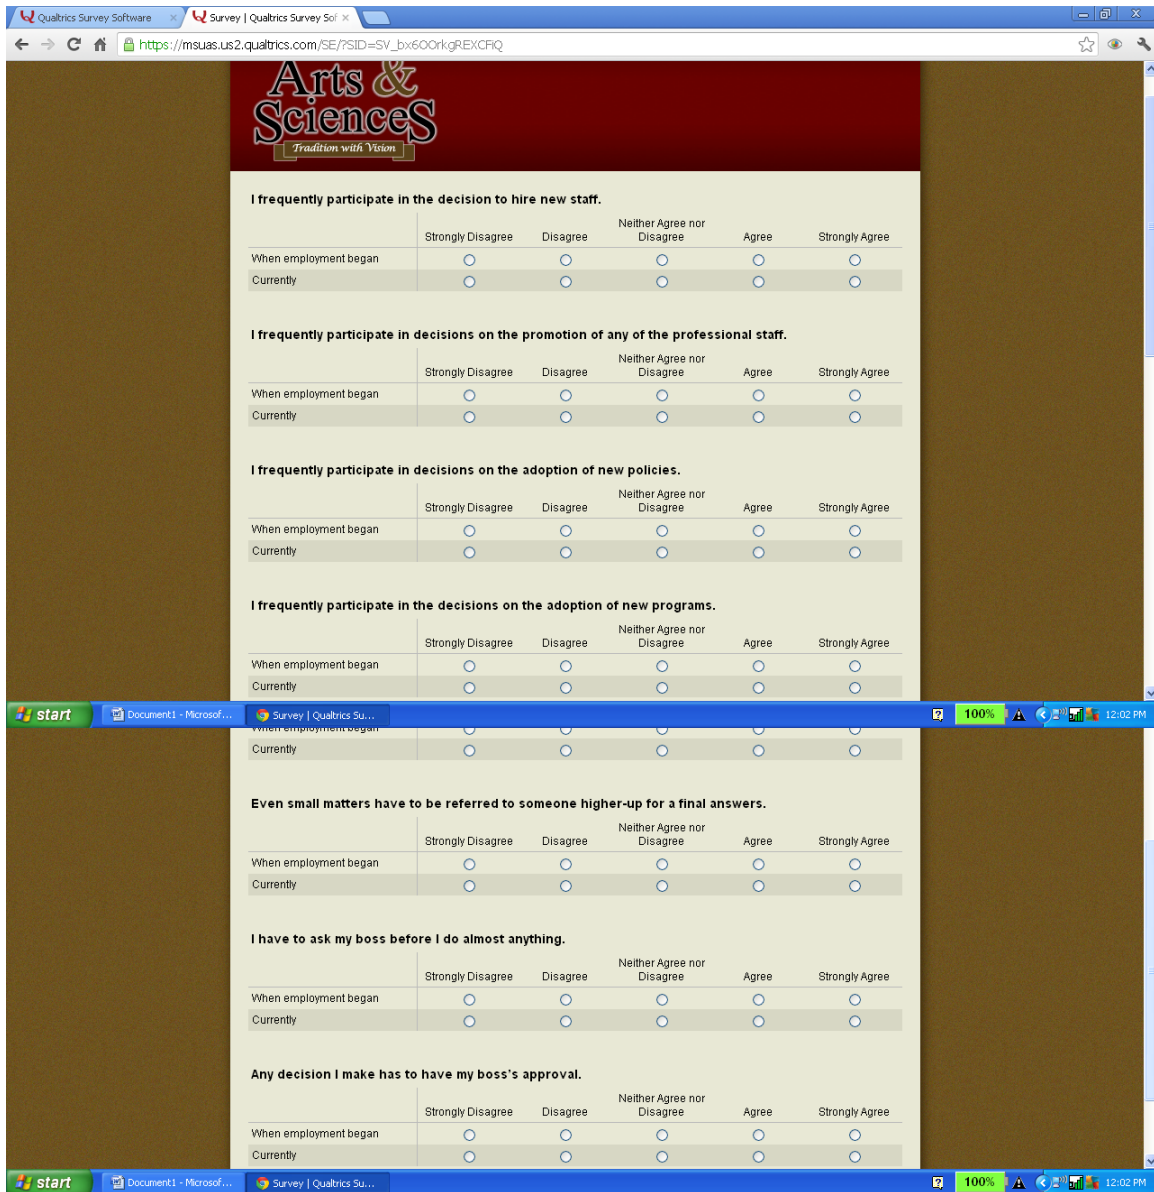 Qualtrics Survey Software
Survey | Qualtrics Survey Sof
https://msuas.us2.qualtrics.com/SE/?SID=SV_bx6OOrkgREXCFiQ
Arts &
ScienceS
Tradition with Vision
I frequently participate in the decision to hire new staff.
Strongly Disagree Disagree Neither Agree nor Disagree Agree Strongly Agree
When employment began
Currently
I frequently participate in decisions on the promotion of any of the professional staff.
Strongly Disagree Disagree Neither Agree nor Disagree Agree Strongly Agree
When employment began
Currently
I frequently participate in decisions on the adoption of new policies.
Strongly Disagree Disagree Neither Agree nor Disagree Agree Strongly Agree
When employment began
Currently
I frequently participate in the decisions on the adoption of new programs.
Strongly Disagree Disagree Neither Agree nor Disagree Agree Strongly Agree
When employment began
Currently
start Document1 - Microsof... Survey | Qualtrics Su... 100% 12:02 PM
When employment began
Currently
Even small matters have to be referred to someone higher-up for a final answers.
Strongly Disagree Disagree Neither Agree nor Disagree Agree Strongly Agree
When employment began
Currently
I have to ask my boss before I do almost anything.
Strongly Disagree Disagree Neither Agree nor Disagree Agree Strongly Agree
When employment began
Currently
Any decision I make has to have my boss's approval.
Strongly Disagree Disagree Neither Agree nor Disagree Agree Strongly Agree
When employment began
Currently
start Document1 - Microsof... Survey | Qualtrics Su... 100% 12:02 PM